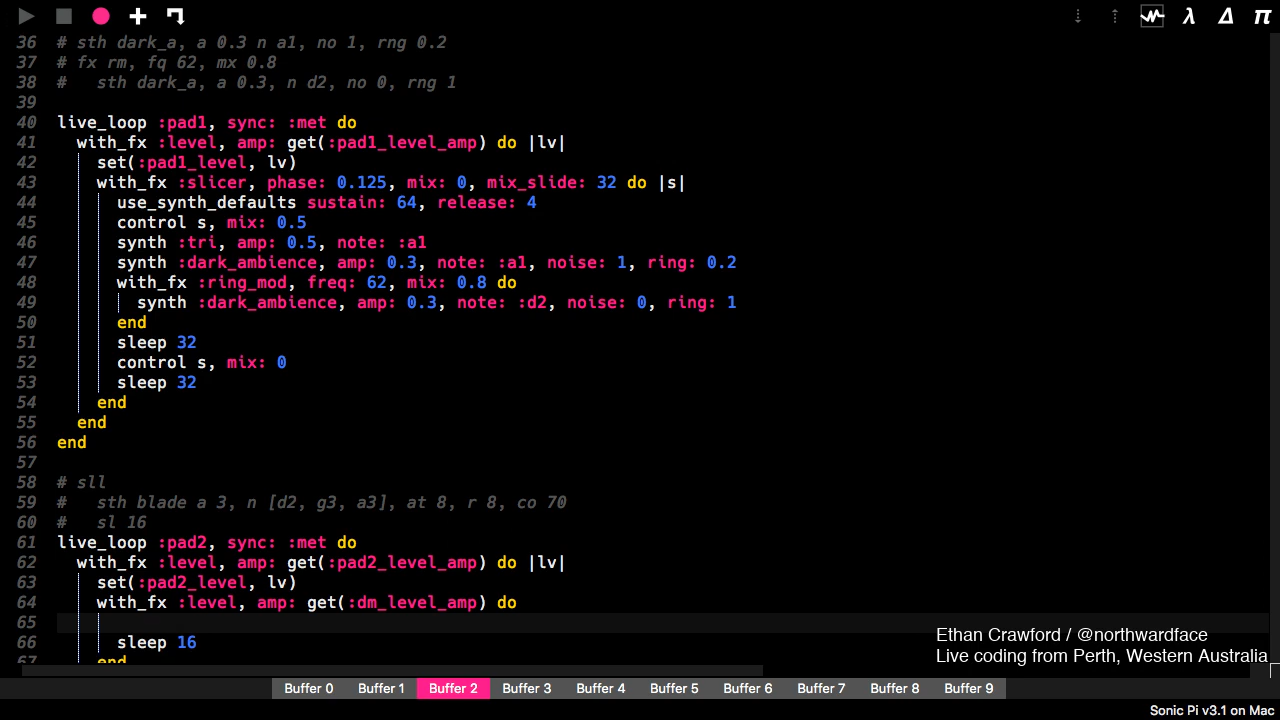 λ Δ π
36 # sth dark_a, a 0.3 n a1, no 1, rng 0.2
37 # fx rm, fq 62, mx 0.8
38 #   sth dark_a, a 0.3, n d2, no 0, rng 1
39
40 live_loop :pad1, sync: :met do
41   with_fx :level, amp: get(:pad1_level_amp) do |lv|
42     set(:pad1_level, lv)
43     with_fx :slicer, phase: 0.125, mix: 0, mix_slide: 32 do |s|
44       use_synth_defaults sustain: 64, release: 4
45       control s, mix: 0.5
46       synth :tri, amp: 0.5, note: :a1
47       synth :dark_ambience, amp: 0.3, note: :a1, noise: 1, ring: 0.2
48       with_fx :ring_mod, freq: 62, mix: 0.8 do
49         synth :dark_ambience, amp: 0.3, note: :d2, noise: 0, ring: 1
50       end
51       sleep 32
52       control s, mix: 0
53       sleep 32
54     end
55   end
56 end
57
58 # sll
59 #   sth blade a 3, n [d2, g3, a3], at 8, r 8, co 70
60 #   sl 16
61 live_loop :pad2, sync: :met do
62   with_fx :level, amp: get(:pad2_level_amp) do |lv|
63     set(:pad2_level, lv)
64     with_fx :level, amp: get(:dm_level_amp) do
65
66       sleep 16
67     end
Ethan Crawford / @northwardface
Live coding from Perth, Western Australia
Buffer 0 Buffer 1 Buffer 2 Buffer 3 Buffer 4 Buffer 5 Buffer 6 Buffer 7 Buffer 8 Buffer 9
Sonic Pi v3.1 on Mac